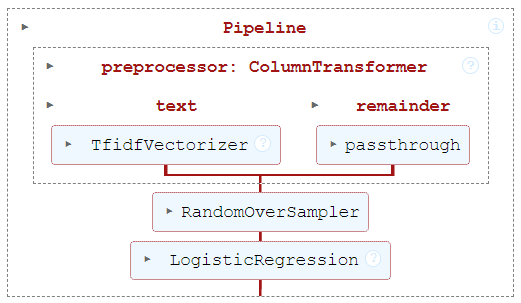 Pipeline
preprocessor: ColumnTransformer
text remainder
TfidfVectorizer passthrough
RandomOverSampler
LogisticRegression